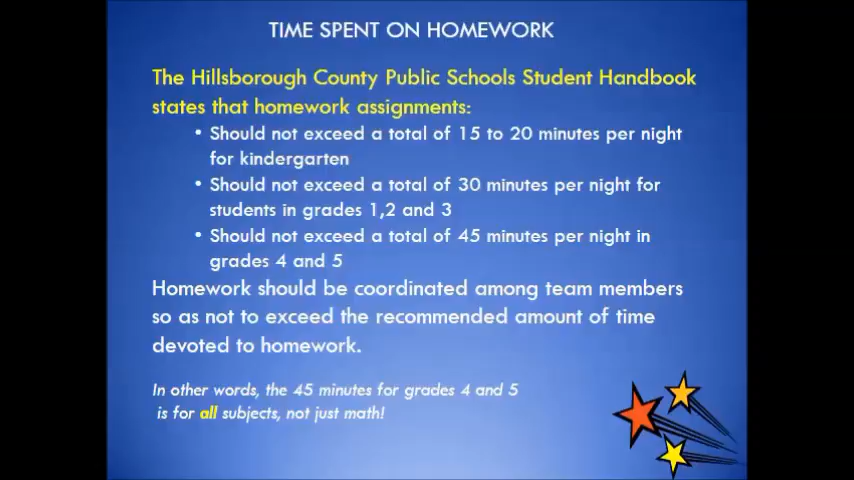 TIME SPENT ON HOMEWORK
The Hillsborough County Public Schools Student Handbook
states that homework assignments:
• Should not exceed a total of 15 to 20 minutes per night
for kindergarten
• Should not exceed a total of 30 minutes per night for
students in grades 1,2 and 3
• Should not exceed a total of 45 minutes per night in
grades 4 and 5
Homework should be coordinated among team members
so as not to exceed the recommended amount of time
devoted to homework.
In other words, the 45 minutes for grades 4 and 5
is for all subjects, not just math!